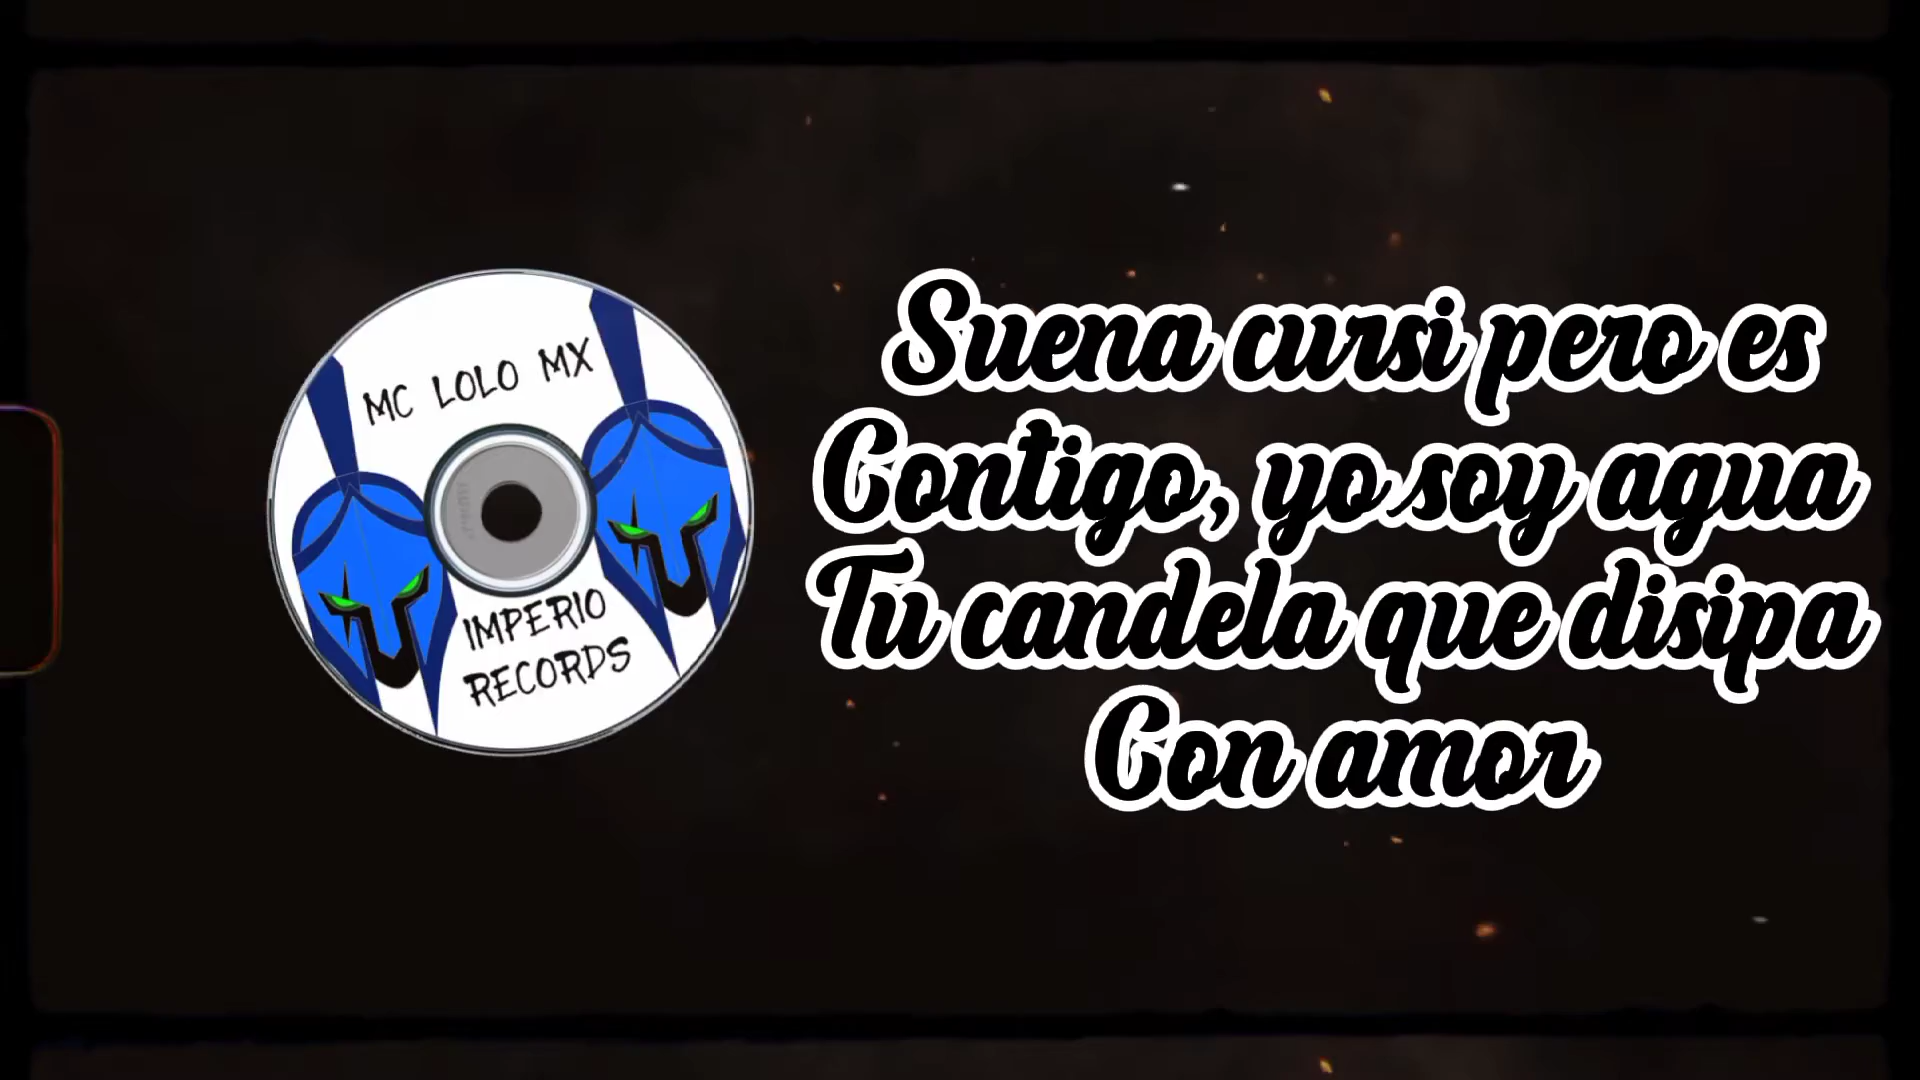 MC LOLO MX
IMPERIO
RECORDS
Suena cursi pero es
Contigo, yo soy agua
Tu candela que disipa
Con amor